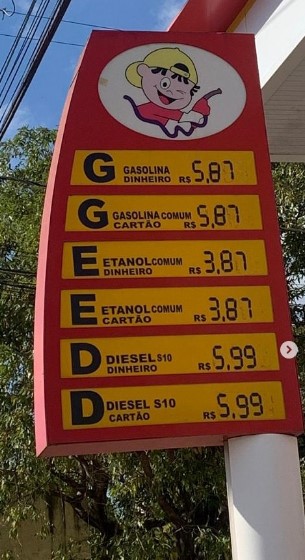 G GASOLINA
DINHEIRO R$ 5,87
G GASOLINA COMUM
CARTÃO R$ 5,87
E ETANOL COMUM
DINHEIRO R$ 3,87
E ETANOL COMUM
CARTÃO R$ 3,87
D DIESEL S10
DINHEIRO R$ 5,99
D DIESEL S10
CARTÃO R$ 5,99